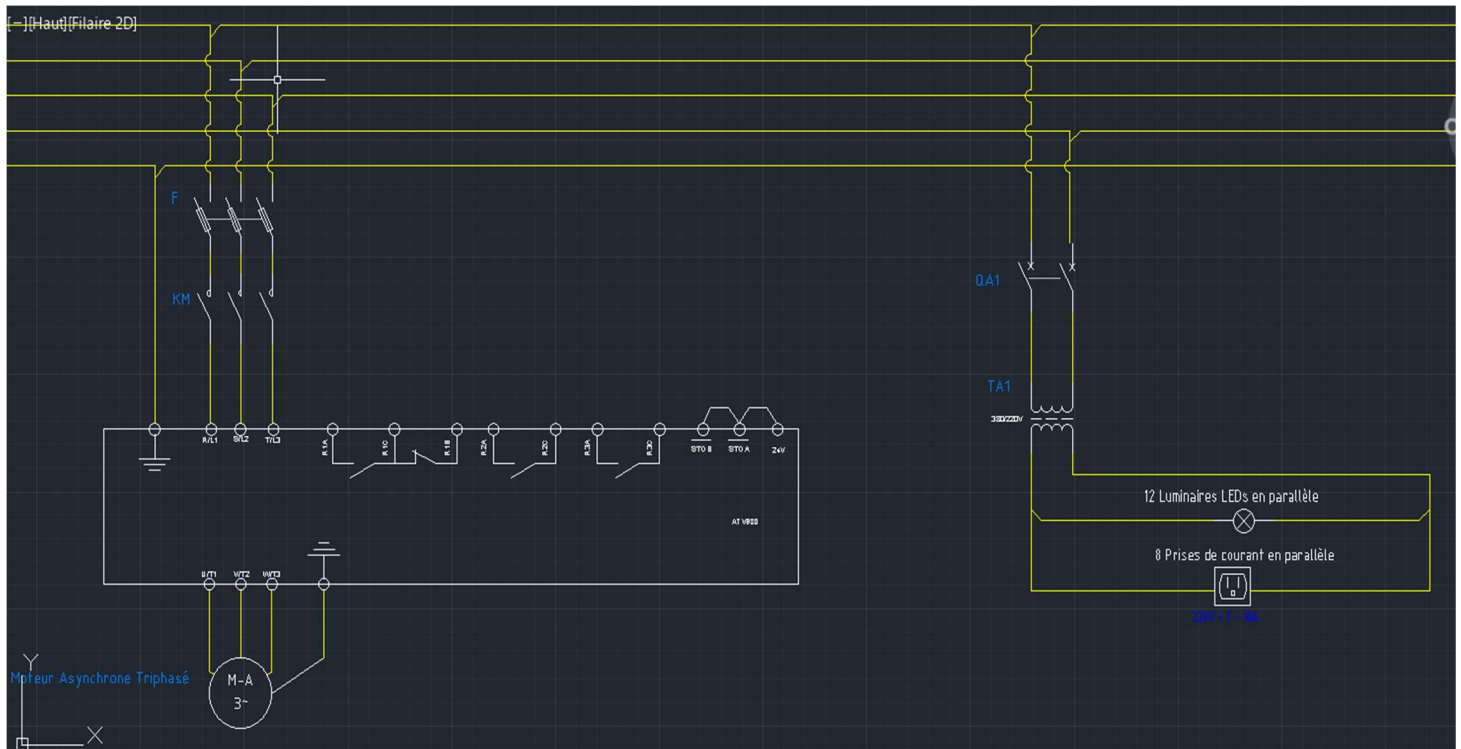 [-][Haut][Filaire 2D]
F
KM
QA1
TA1
380/220V
R/L1
S/L2
T/L3
R1A
R1C
R1B
R2A
R2C
R3A
R3C
STO B
STO A
24V
12 Luminaires LEDs en parallèle
8 Prises de courant en parallèle
U/T1
V/T2
W/T3
Moteur Asynchrone Triphasé
M-A
3~
Y
X